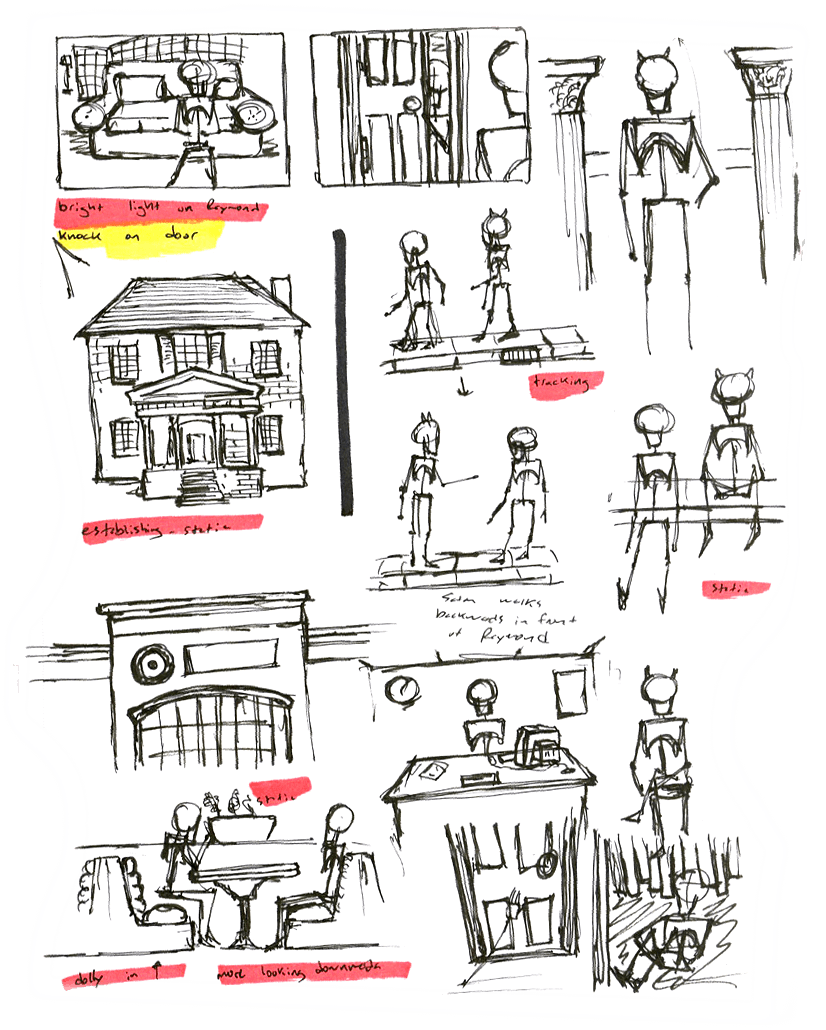 bright light on Raymond
knock on door
tracking
establishing - static
static
Satan walks
backwards in front
of Raymond
static
dolly in
more looking downwards